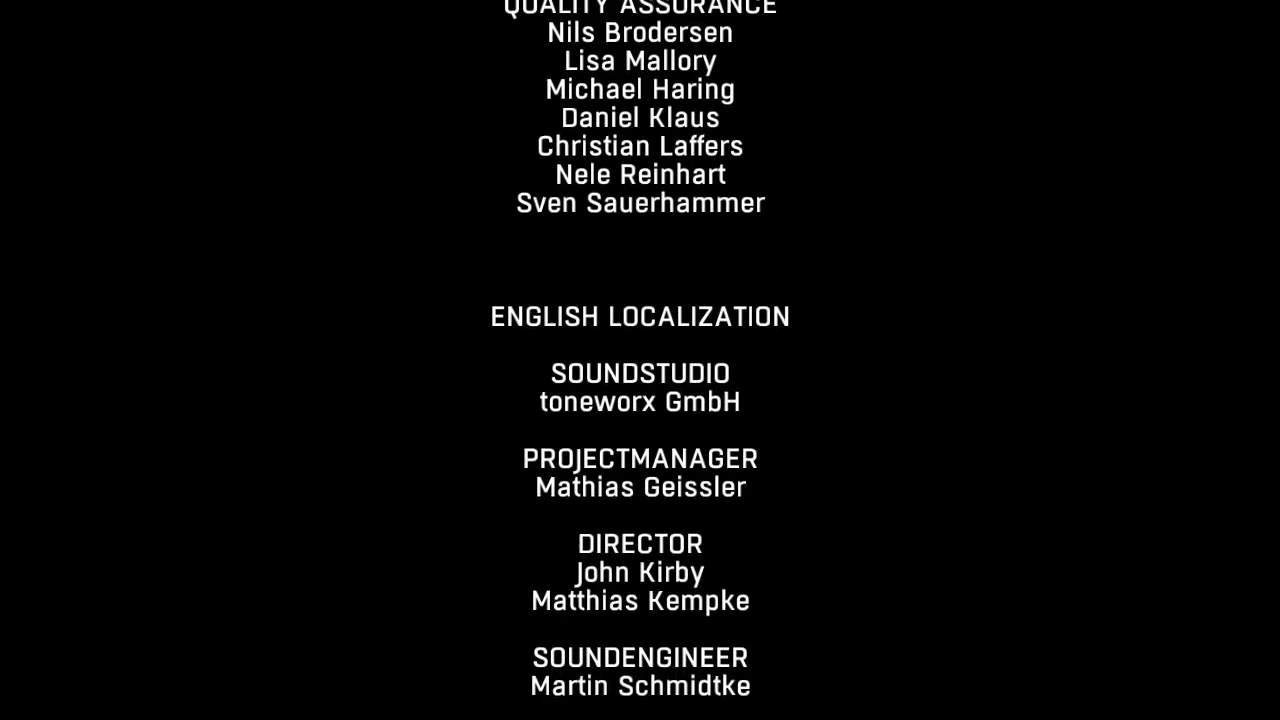 QUALITY ASSURANCE
Nils Brodersen
Lisa Mallory
Michael Haring
Daniel Klaus
Christian Laffers
Nele Reinhart
Sven Sauerhammer
ENGLISH LOCALIZATION
SOUNDSTUDIO
toneworx GmbH
PROJECTMANAGER
Mathias Geissler
DIRECTOR
John Kirby
Matthias Kempke
SOUNDENGINEER
Martin Schmidtke